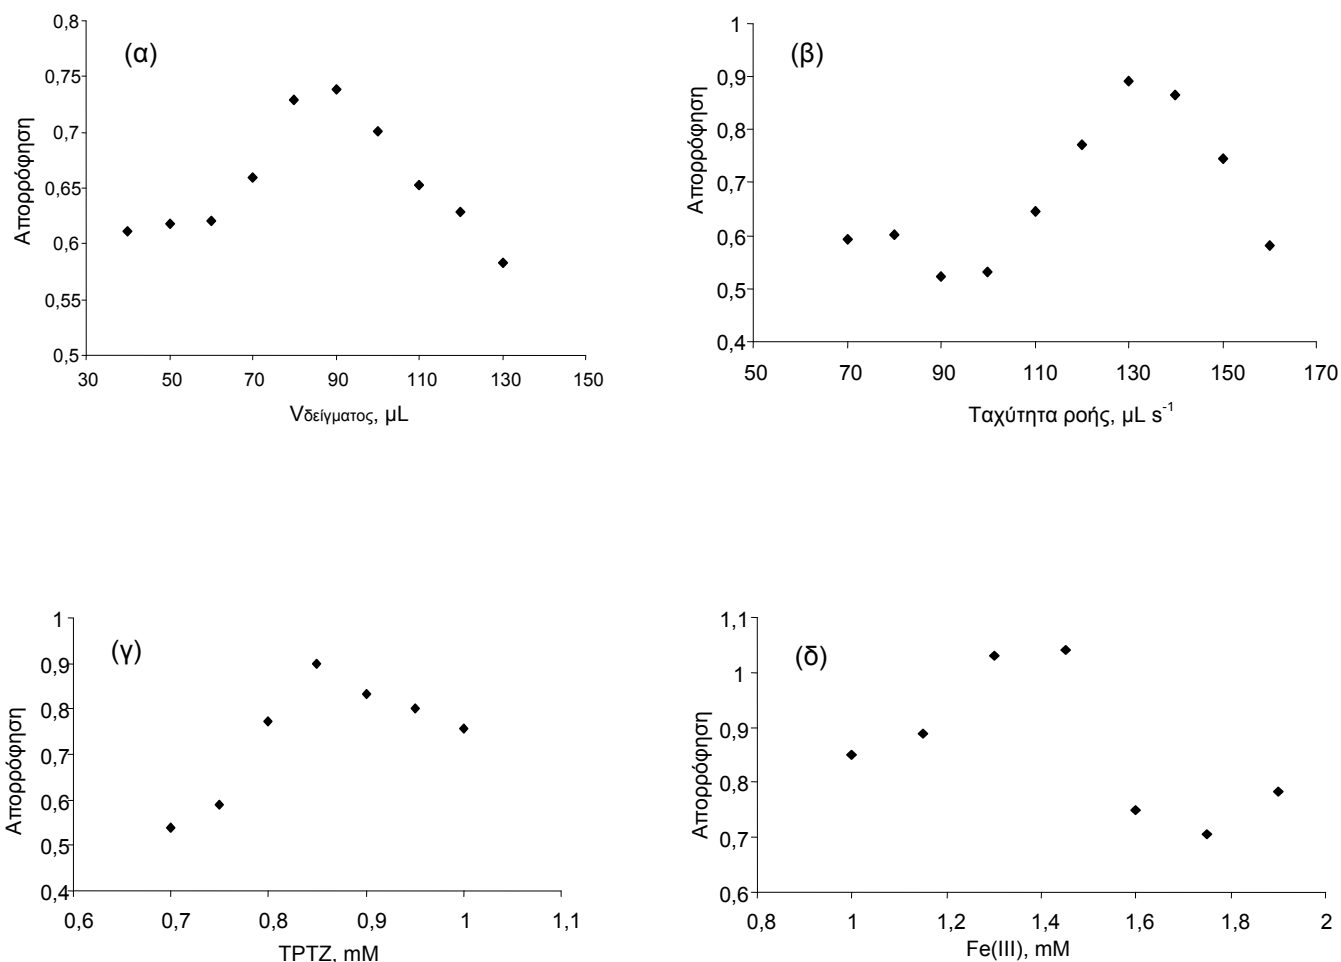 (α)
Απορρόφηση
0,8
0,75
0,7
0,65
0,6
0,55
0,5
30 50 70 90 110 130 150
Vδείγματος, μL
(β)
Απορρόφηση
1
0,9
0,8
0,7
0,6
0,5
0,4
50 70 90 110 130 150 170
Ταχύτητα ροής, μL s-1
(γ)
Απορρόφηση
1
0,9
0,8
0,7
0,6
0,5
0,4
0,6 0,7 0,8 0,9 1 1,1
TPTZ, mM
(δ)
Απορρόφηση
1,1
1
0,9
0,8
0,7
0,6
0,8 1 1,2 1,4 1,6 1,8 2
Fe(III), mM